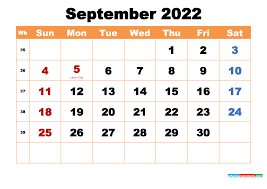 September 2022
Wk Sun Mon Tue Wed Thu Fri Sat
35 1 2 3
36 4 5 6 7 8 9 10
Labor Day
37 11 12 13 14 15 16 17
38 18 19 20 21 22 23 24
39 25 26 27 28 29 30